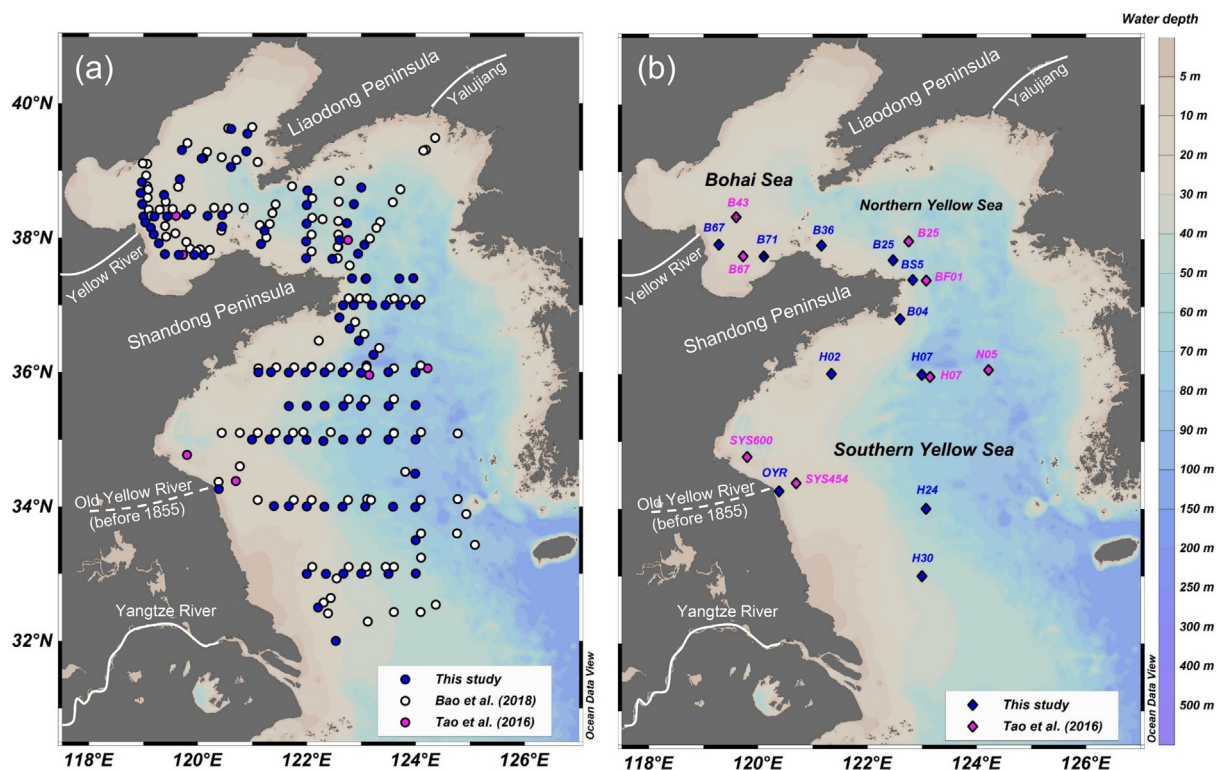 Water depth
(a)
Liaodong Peninsula
Yalujiang
Yellow River
Shandong Peninsula
Old Yellow River
(before 1855)
Yangtze River
This study
Bao et al. (2018)
Tao et al. (2016)
Ocean Data View
40°N
38°N
36°N
34°N
32°N
118°E
120°E
122°E
124°E
126°E
(b)
Liaodong Peninsula
Yalujiang
Bohai Sea
Northern Yellow Sea
B43
B67
B71
B36
B25
B25
B67
BS5
BF01
Yellow River
B04
Shandong Peninsula
H02
H07
N05
H07
SYS600
Southern Yellow Sea
OYR
SYS454
Old Yellow River
(before 1855)
H24
H30
Yangtze River
This study
Tao et al. (2016)
Ocean Data View
118°E
120°E
122°E
124°E
126°E
5 m
10 m
20 m
30 m
40 m
50 m
60 m
70 m
80 m
90 m
100 m
150 m
200 m
250 m
300 m
400 m
500 m